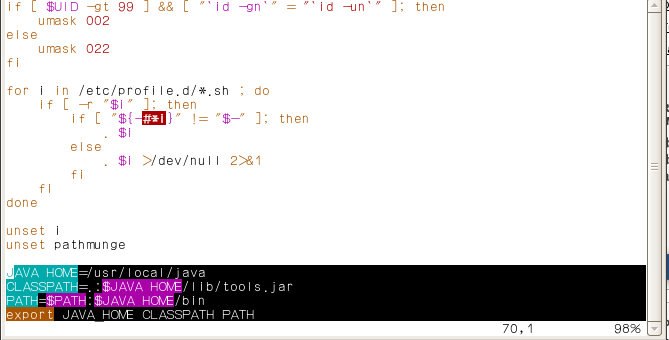 if [ $UID -gt 99 ] && [ "`id -gn`" = "`id -un`" ]; then
    umask 002
else
    umask 022
fi

for i in /etc/profile.d/*.sh ; do
    if [ -r "$i" ]; then
        if [ "${-#*i}" != "$-" ]; then
            . $i
        else
            . $i >/dev/null 2>&1
        fi
    fi
done

unset i
unset pathmunge

JAVA_HOME=/usr/local/java
CLASSPATH=.:$JAVA_HOME/lib/tools.jar
PATH=$PATH:$JAVA_HOME/bin
export JAVA_HOME CLASSPATH PATH
70,1 98%